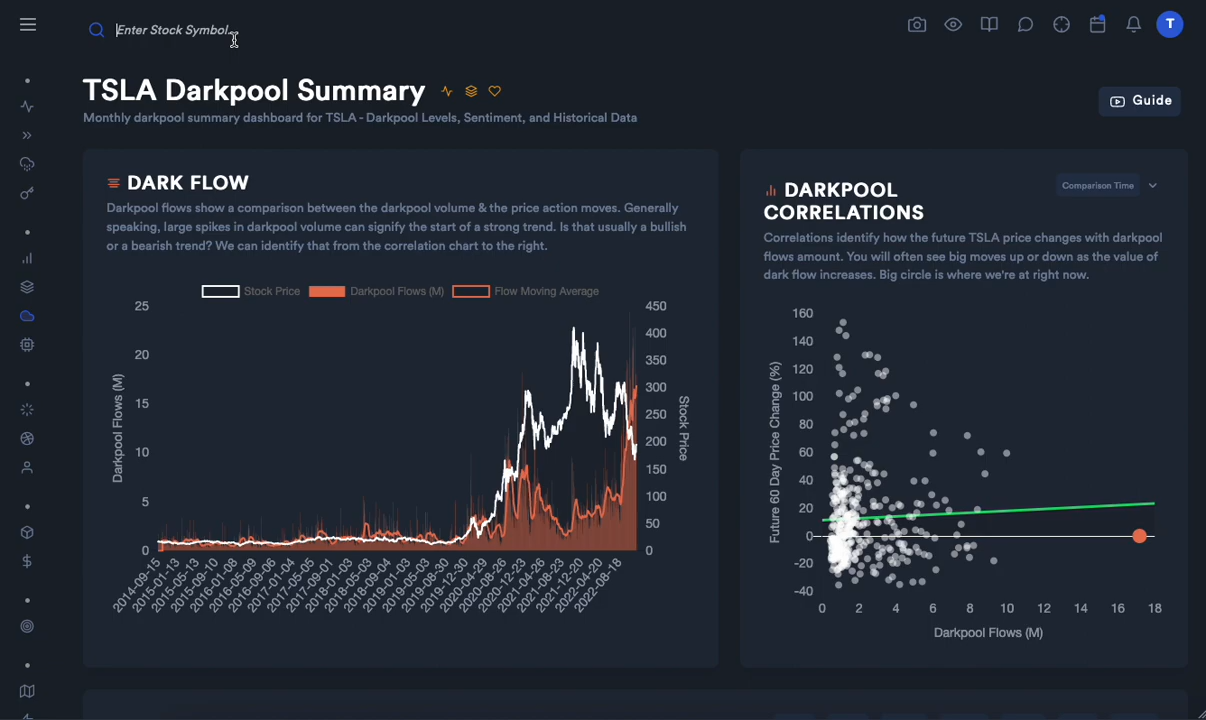 Enter Stock Symbol...
T
TSLA Darkpool Summary
Monthly darkpool summary dashboard for TSLA - Darkpool Levels, Sentiment, and Historical Data
Guide
DARK FLOW
Darkpool flows show a comparison between the darkpool volume & the price action moves. Generally
speaking, large spikes in darkpool volume can signify the start of a strong trend. Is that usually a bullish
or a bearish trend? We can identify that from the correlation chart to the right.
Stock Price Darkpool Flows (M) Flow Moving Average
25
20
15
10
5
0
Darkpool Flows (M)
450
400
350
300
250
200
150
100
50
0
Stock Price
2014-09-15
2015-01-13
2015-05-13
2015-09-10
2016-01-08
2016-05-09
2016-09-06
2017-01-04
2017-05-05
2017-09-01
2018-01-03
2018-05-03
2018-09-04
2019-01-03
2019-05-03
2019-08-30
2019-12-30
2020-04-29
2020-08-26
2020-12-23
2021-04-26
2021-08-23
2021-12-20
2022-04-20
2022-08-18
Comparison Time
DARKPOOL
CORRELATIONS
Correlations identify how the future TSLA price changes with darkpool
flows amount. You will often see big moves up or down as the value of
dark flow increases. Big circle is where we're at right now.
160
140
120
100
80
60
40
20
0
-20
-40
Future 60 Day Price Change (%)
0 2 4 6 8 10 12 14 16 18
Darkpool Flows (M)